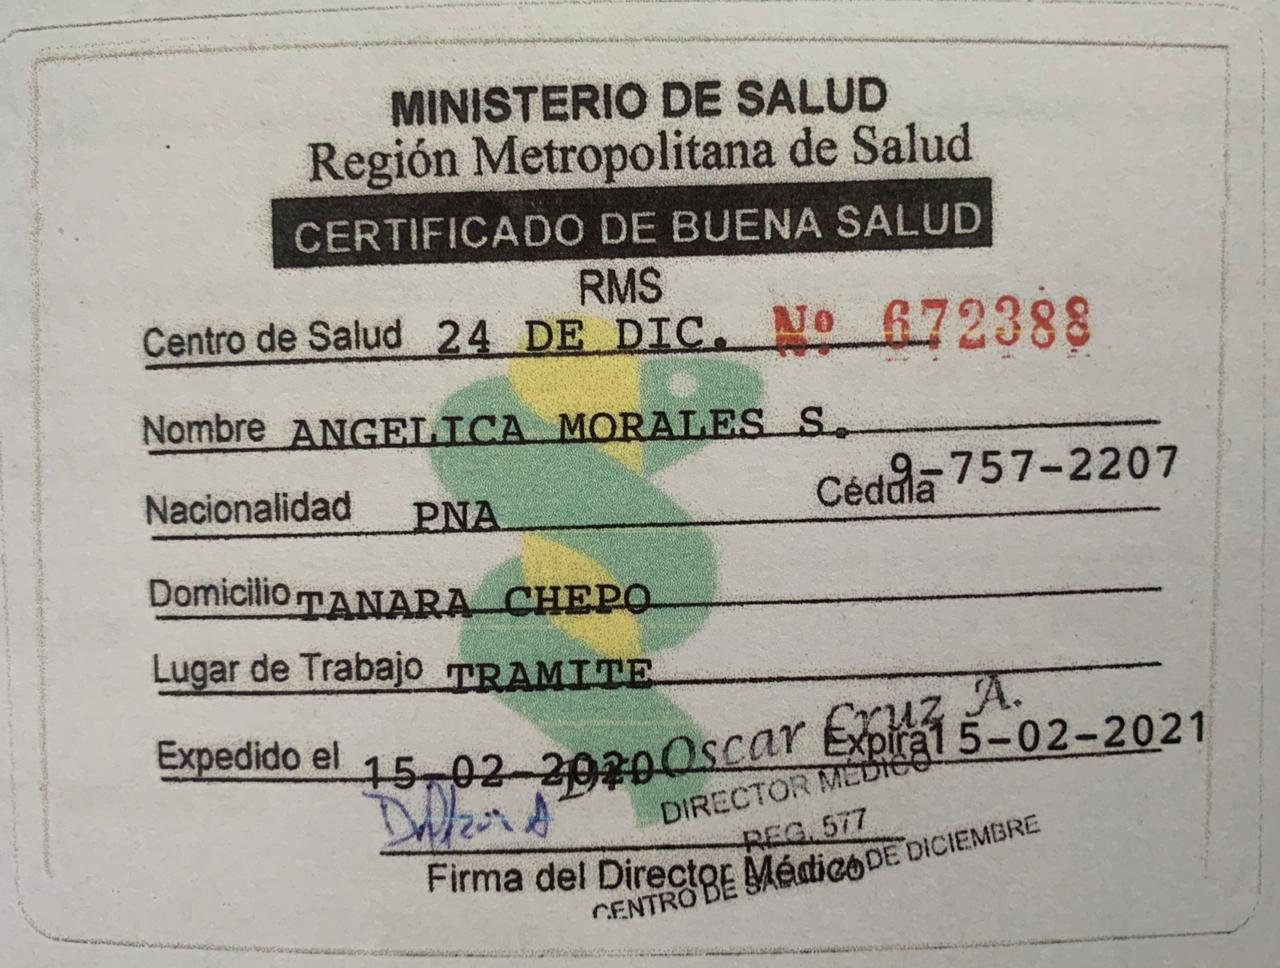 MINISTERIO DE SALUD
Región Metropolitana de Salud
CERTIFICADO DE BUENA SALUD
RMS
Centro de Salud 24 DE DIC. Nº 672388
Nombre ANGELICA MORALES S.
Cédula 9-757-2207
Nacionalidad PNA
Domicilio TANARA CHEPO
Lugar de Trabajo TRAMITE
Expedido el 15-02-2020 Expira 15-02-2021
Dr. Oscar Cruz A.
DIRECTOR MÉDICO
REG. 577
CENTRO DE SALUD 24 DE DICIEMBRE
Firma del Director Médico